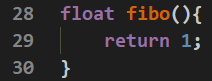 28 float fibo(){
29     return 1;
30 }